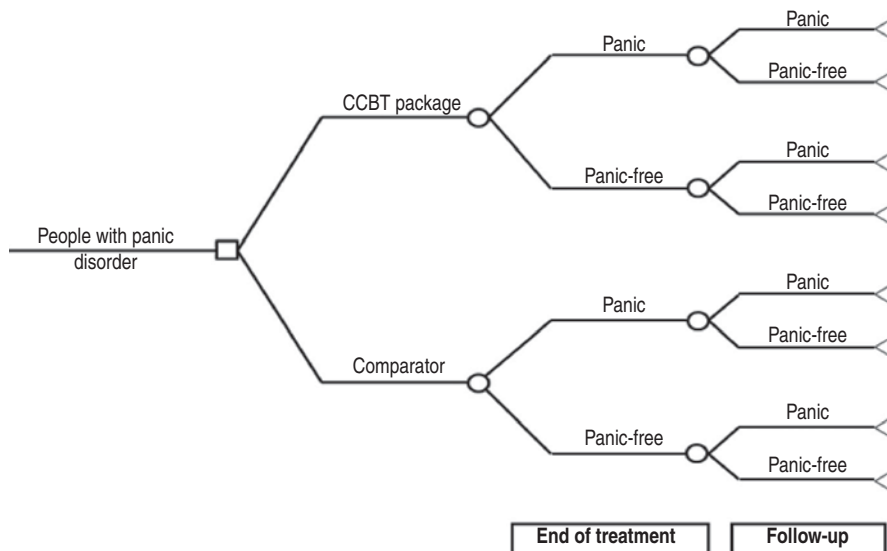 Panic
Panic
Panic-free
CCBT package
Panic
Panic-free
Panic-free
People with panic
disorder
Panic
Panic
Panic-free
Comparator
Panic
Panic-free
Panic-free
End of treatment
Follow-up